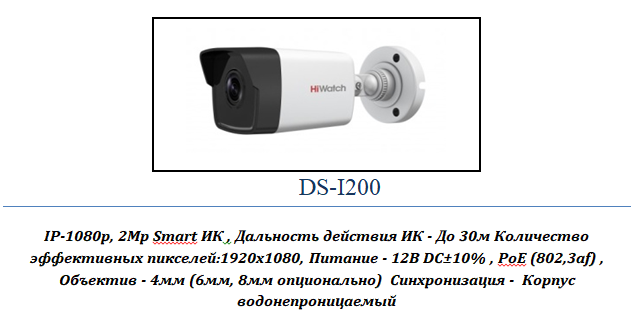 HiWatch
DS-I200
IP-1080p, 2Mp Smart ИК , Дальность действия ИК - До 30м Количество
эффективных пикселей:1920x1080, Питание - 12В DC±10% , PoE (802,3af) ,
Объектив - 4мм (6мм, 8мм опционально) Синхронизация - Корпус
водонепроницаемый